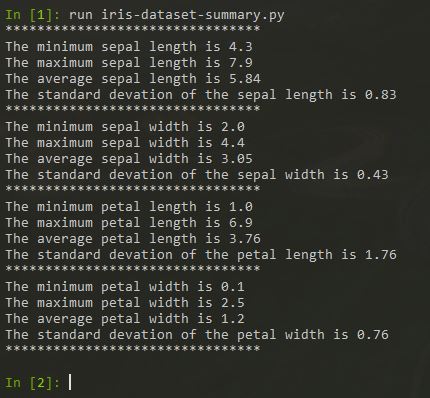 In [1]: run iris-dataset-summary.py
********************************
The minimum sepal length is 4.3
The maximum sepal length is 7.9
The average sepal length is 5.84
The standard devation of the sepal length is 0.83
********************************
The minimum sepal width is 2.0
The maximum sepal width is 4.4
The average sepal width is 3.05
The standard devation of the sepal width is 0.43
********************************
The minimum petal length is 1.0
The maximum petal length is 6.9
The average petal length is 3.76
The standard devation of the petal length is 1.76
********************************
The minimum petal width is 0.1
The maximum petal width is 2.5
The average petal width is 1.2
The standard devation of the petal width is 0.76
********************************
In [2]: